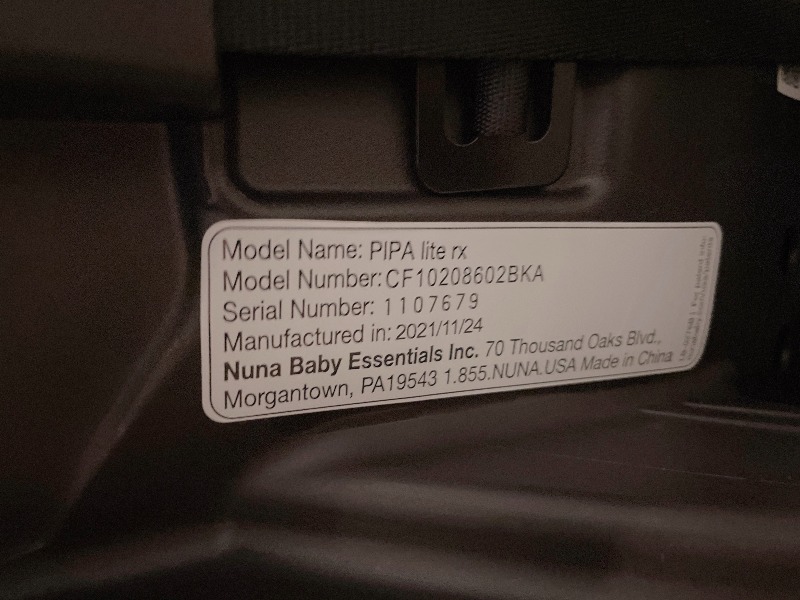 Model Name: PIPA lite rx
Model Number: CF10208602BKA
Serial Number: 1107679
Manufactured in: 2021/11/24
Nuna Baby Essentials Inc. 70 Thousand Oaks Blvd.,
Morgantown, PA19543 1.855.NUNA.USA Made in China